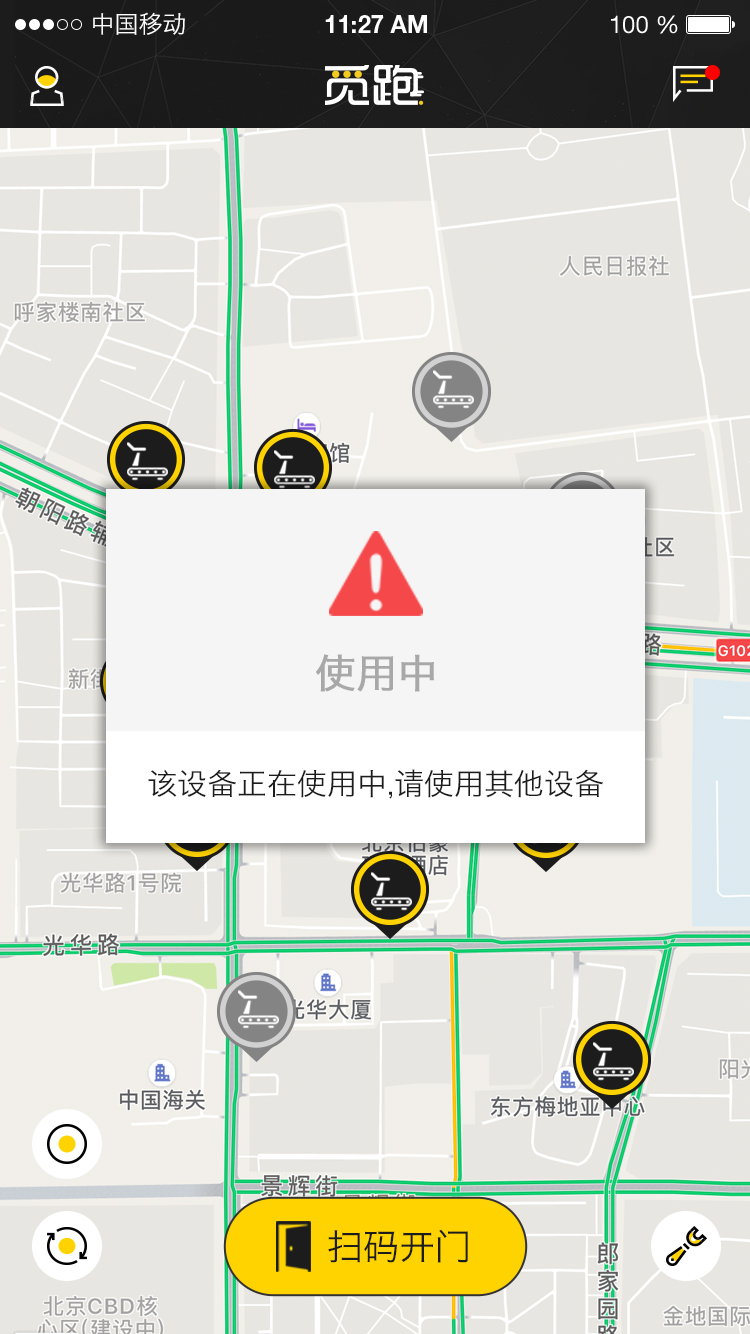 中国移动 11:27 AM 100 %
觅跑
人民日报社
呼家楼南社区
馆
朝阳路辅
社区
路
G102
新街
使用中
该设备正在使用中,请使用其他设备
酒店
光华路1号院
光华路
光华大厦
中国海关
东方梅地亚中心
阳光
景辉街
扫码开门
郎家园路
北京CBD核
心区(建设中)
金地国际